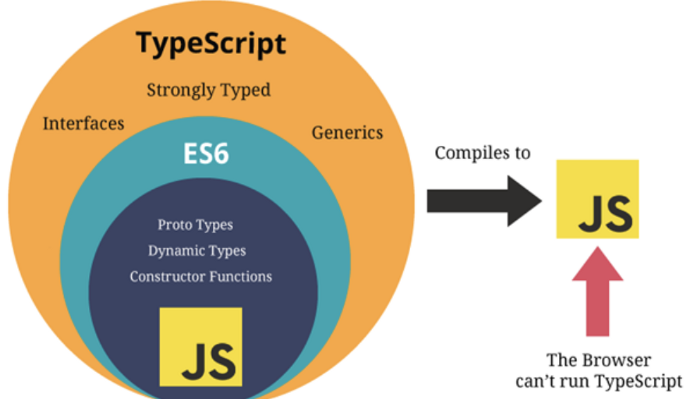 TypeScript
Strongly Typed
Interfaces
Generics
ES6
Proto Types
Dynamic Types
Constructor Functions
JS
Compiles to
JS
The Browser
can't run TypeScript